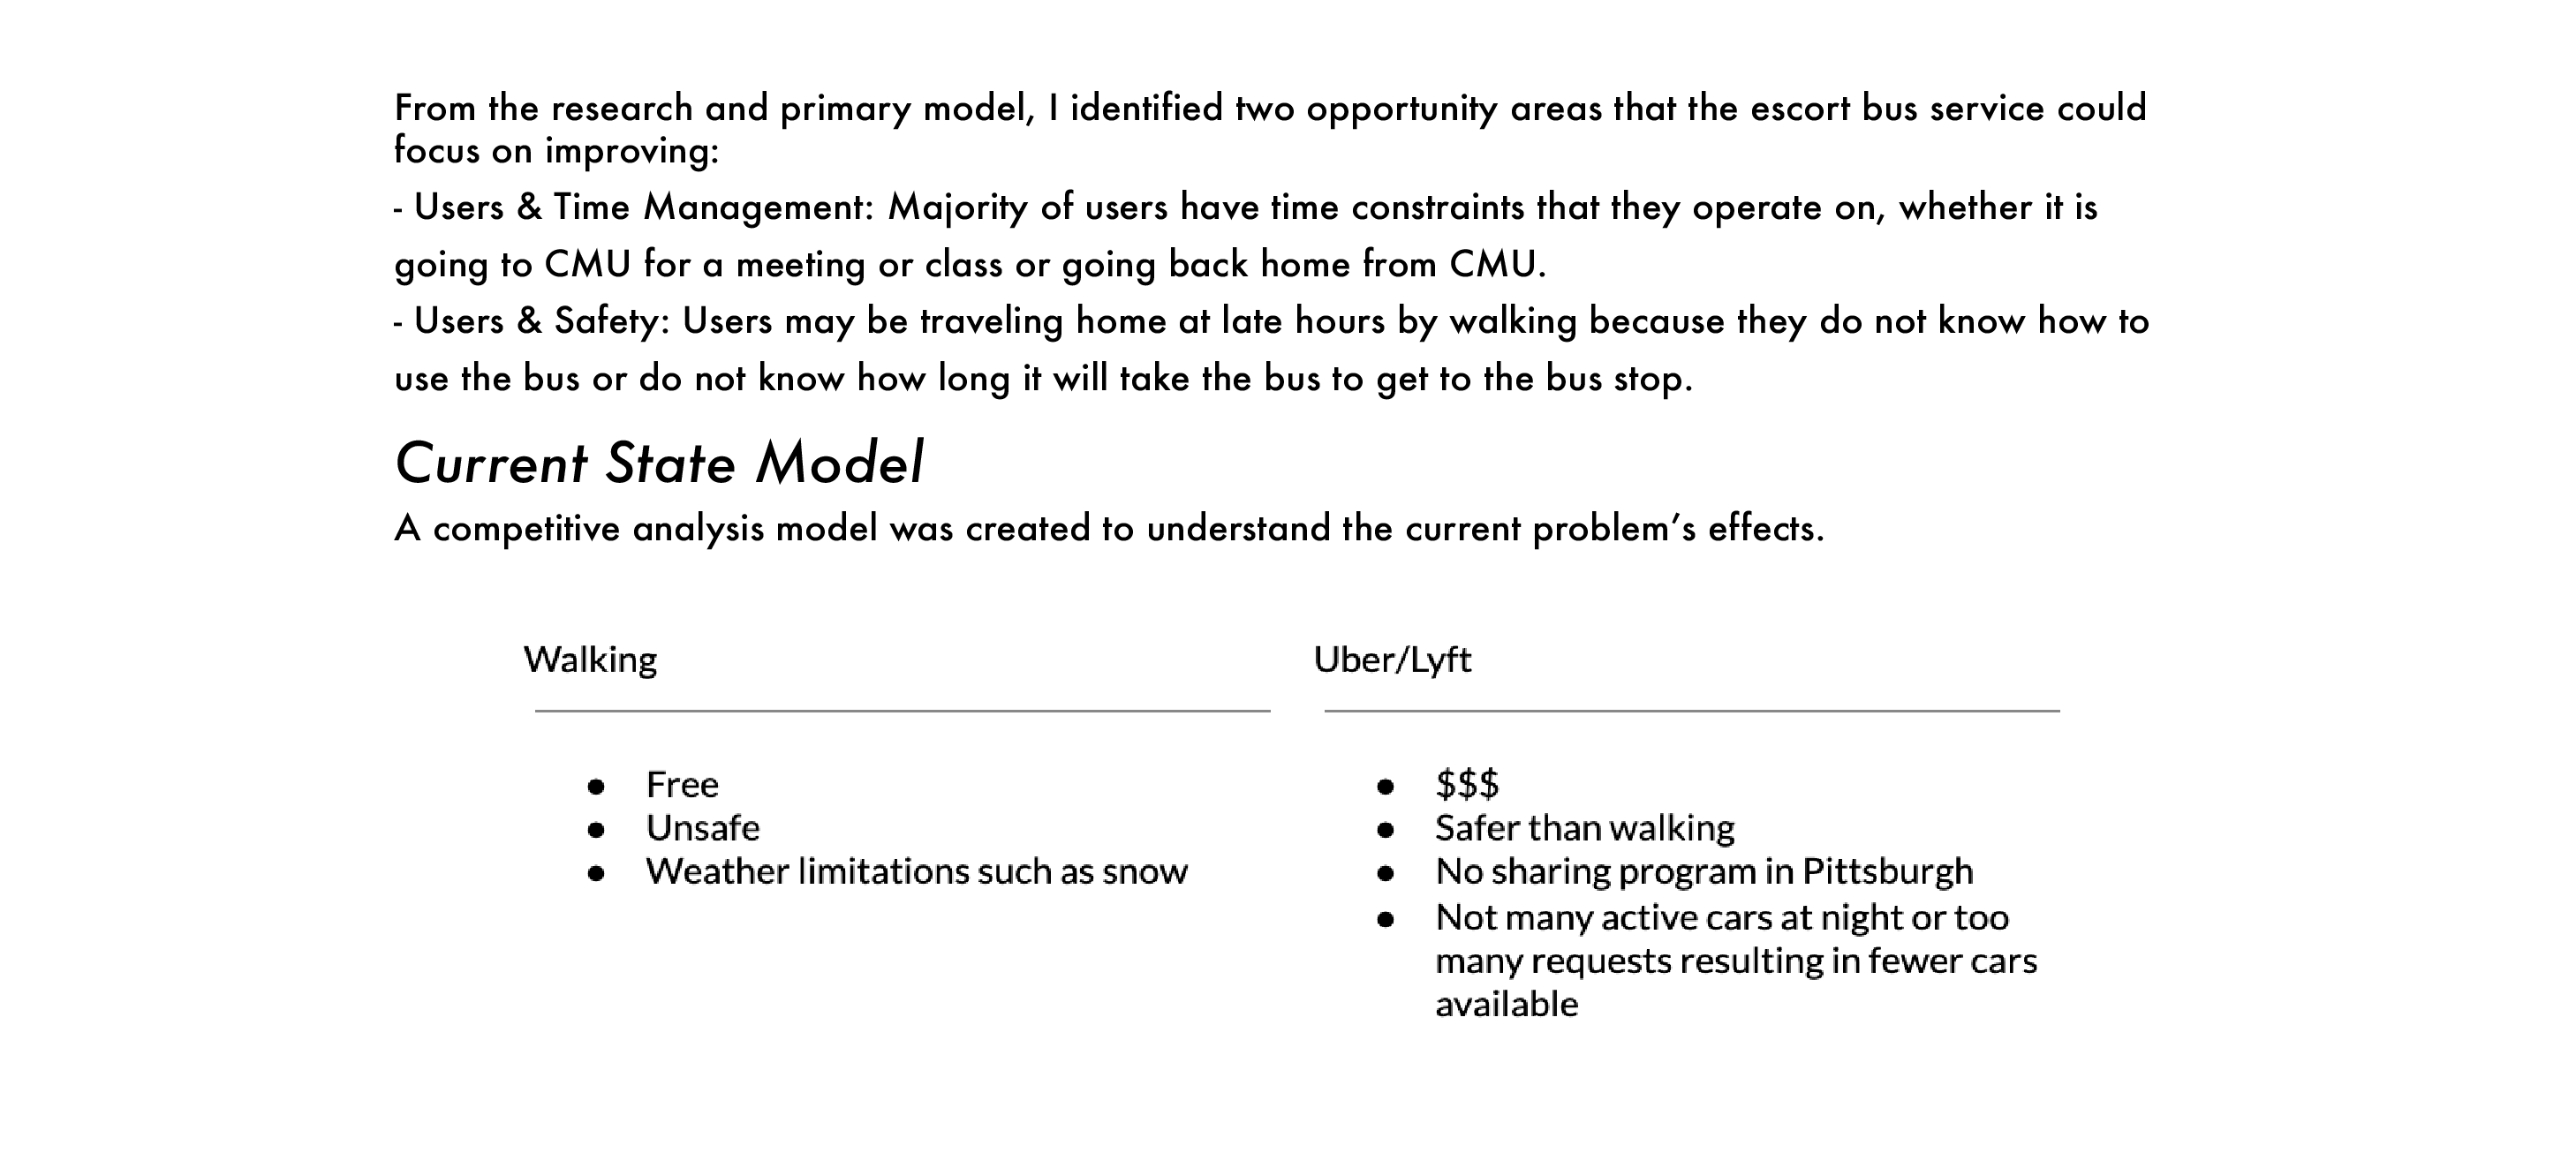 From the research and primary model, I identified two opportunity areas that the escort bus service could
focus on improving:
- Users & Time Management: Majority of users have time constraints that they operate on, whether it is
going to CMU for a meeting or class or going back home from CMU.
- Users & Safety: Users may be traveling home at late hours by walking because they do not know how to
use the bus or do not know how long it will take the bus to get to the bus stop.
Current State Model
A competitive analysis model was created to understand the current problem’s effects.
Walking
● Free
● Unsafe
● Weather limitations such as snow
Uber/Lyft
● $$$
● Safer than walking
● No sharing program in Pittsburgh
● Not many active cars at night or too
many requests resulting in fewer cars
available